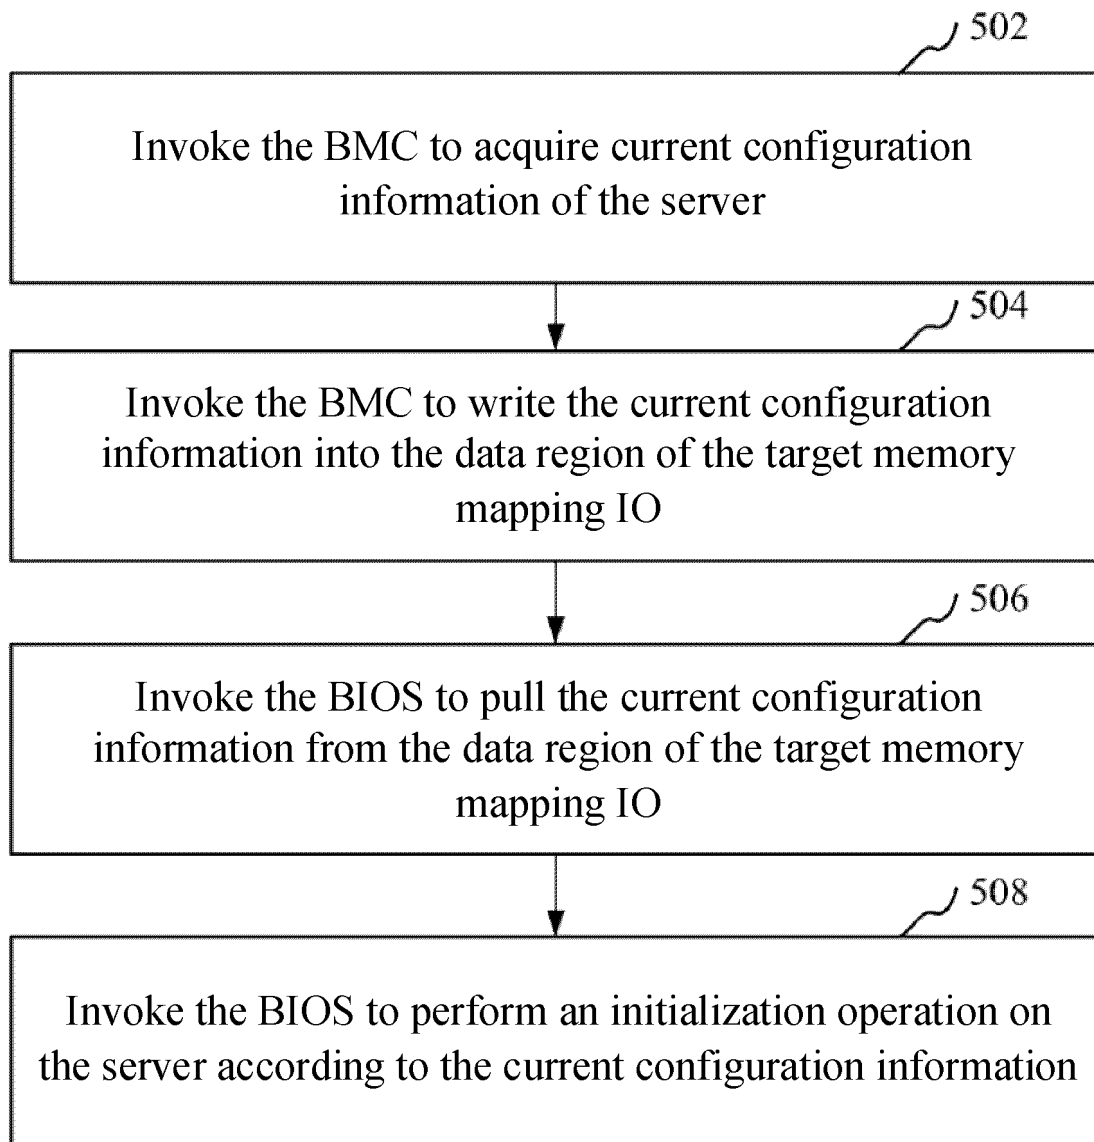 502
Invoke the BMC to acquire current configuration
information of the server
504
Invoke the BMC to write the current configuration
information into the data region of the target memory
mapping IO
506
Invoke the BIOS to pull the current configuration
information from the data region of the target memory
mapping IO
508
Invoke the BIOS to perform an initialization operation on
the server according to the current configuration information